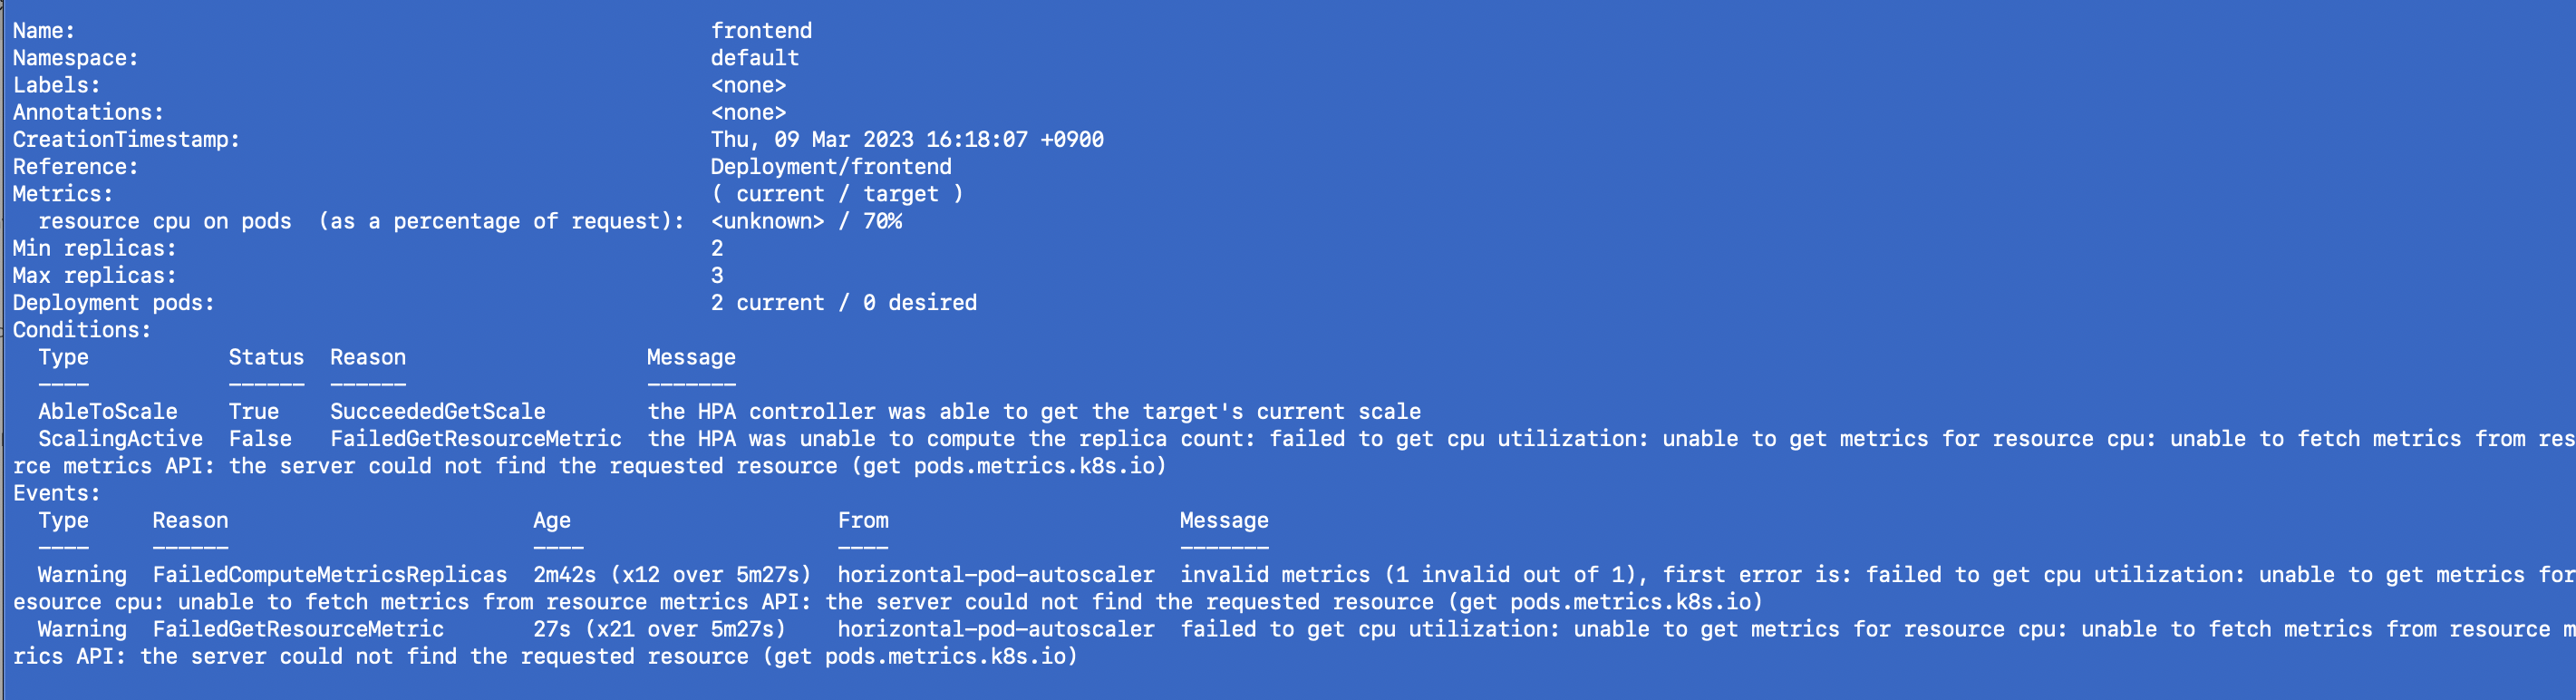 Name: frontend
Namespace: default
Labels: <none>
Annotations: <none>
CreationTimestamp: Thu, 09 Mar 2023 16:18:07 +0900
Reference: Deployment/frontend
Metrics: ( current / target )
resource cpu on pods (as a percentage of request): <unknown> / 70%
Min replicas: 2
Max replicas: 3
Deployment pods: 2 current / 0 desired
Conditions:
Type Status Reason Message
---- ------ ------ -------
AbleToScale True SucceededGetScale the HPA controller was able to get the target's current scale
ScalingActive False FailedGetResourceMetric the HPA was unable to compute the replica count: failed to get cpu utilization: unable to get metrics for resource cpu: unable to fetch metrics from res
rce metrics API: the server could not find the requested resource (get pods.metrics.k8s.io)
Events:
Type Reason Age From Message
---- ------ ---- ---- -------
Warning FailedComputeMetricsReplicas 2m42s (x12 over 5m27s) horizontal-pod-autoscaler invalid metrics (1 invalid out of 1), first error is: failed to get cpu utilization: unable to get metrics for
esource cpu: unable to fetch metrics from resource metrics API: the server could not find the requested resource (get pods.metrics.k8s.io)
Warning FailedGetResourceMetric 27s (x21 over 5m27s) horizontal-pod-autoscaler failed to get cpu utilization: unable to get metrics for resource cpu: unable to fetch metrics from resource m
rics API: the server could not find the requested resource (get pods.metrics.k8s.io)